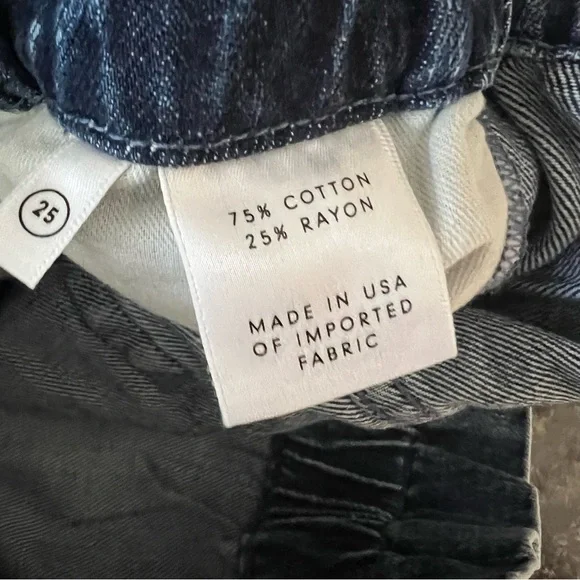 25
75% COTTON
25% RAYON
MADE IN USA
OF IMPORTED
FABRIC